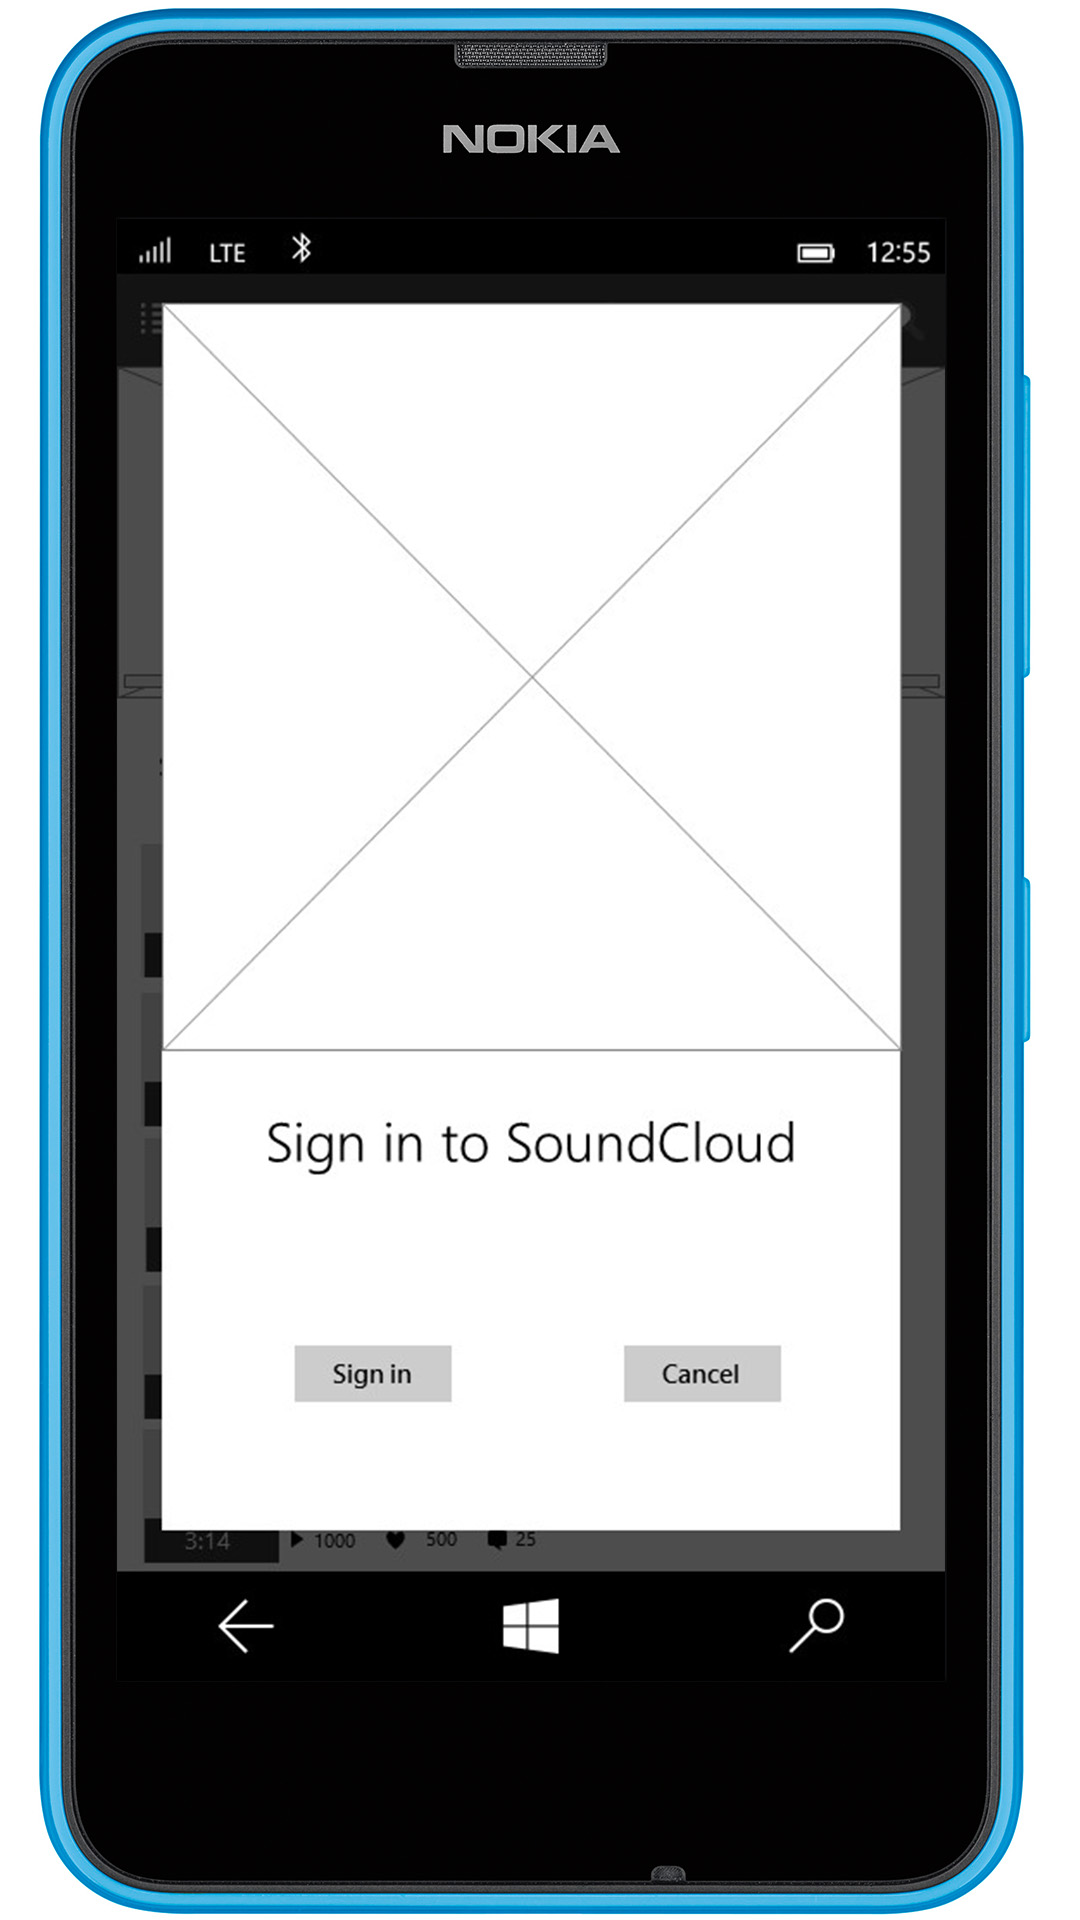 NOKIA
LTE 12:55
Sign in to SoundCloud
Sign in Cancel
3:14 1000 500 25